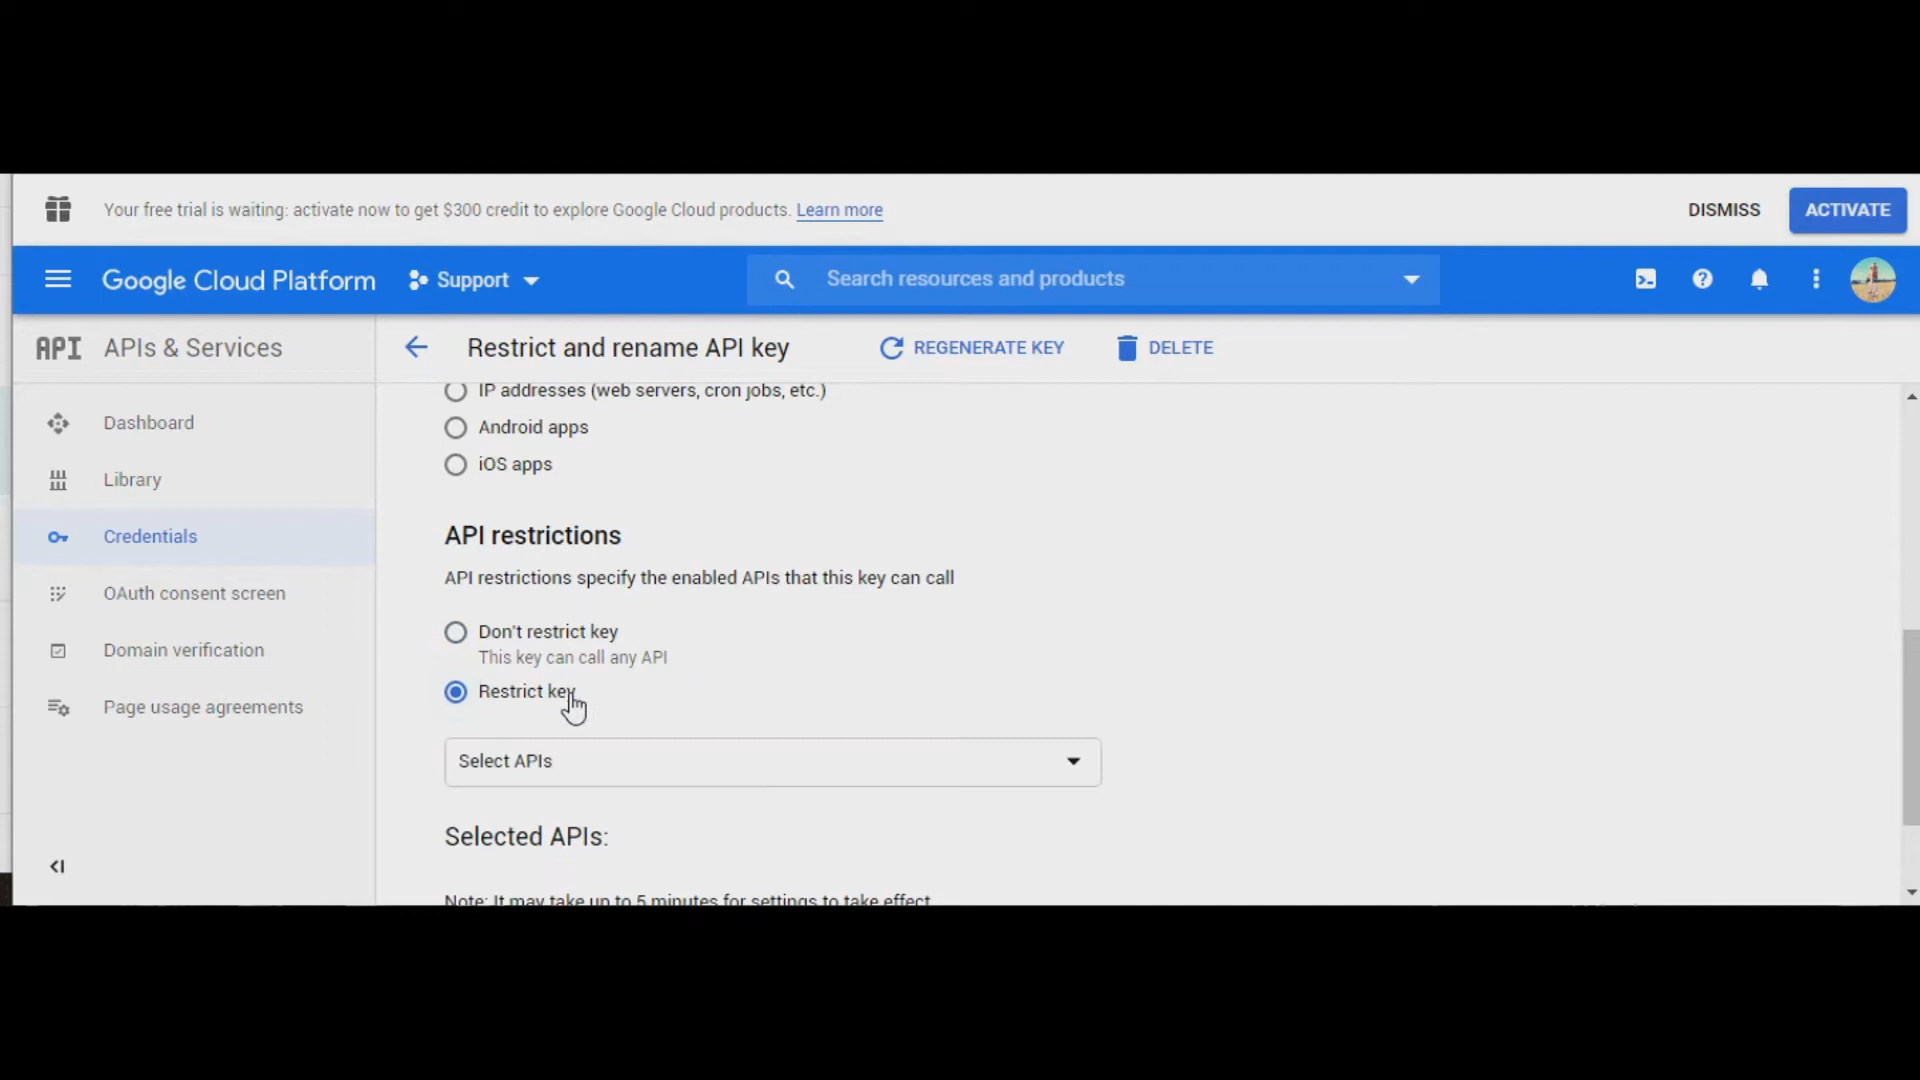 Your free trial is waiting: activate now to get $300 credit to explore Google Cloud products. Learn more
DISMISS
ACTIVATE
Google Cloud Platform
Support
Search resources and products
API APIs & Services
Restrict and rename API key
REGENERATE KEY
DELETE
Dashboard
Library
Credentials
OAuth consent screen
Domain verification
Page usage agreements
IP addresses (web servers, cron jobs, etc.)
Android apps
iOS apps
API restrictions
API restrictions specify the enabled APIs that this key can call
Don't restrict key
This key can call any API
Restrict key
Select APIs
Selected APIs:
Note: It may take up to 5 minutes for settings to take effect